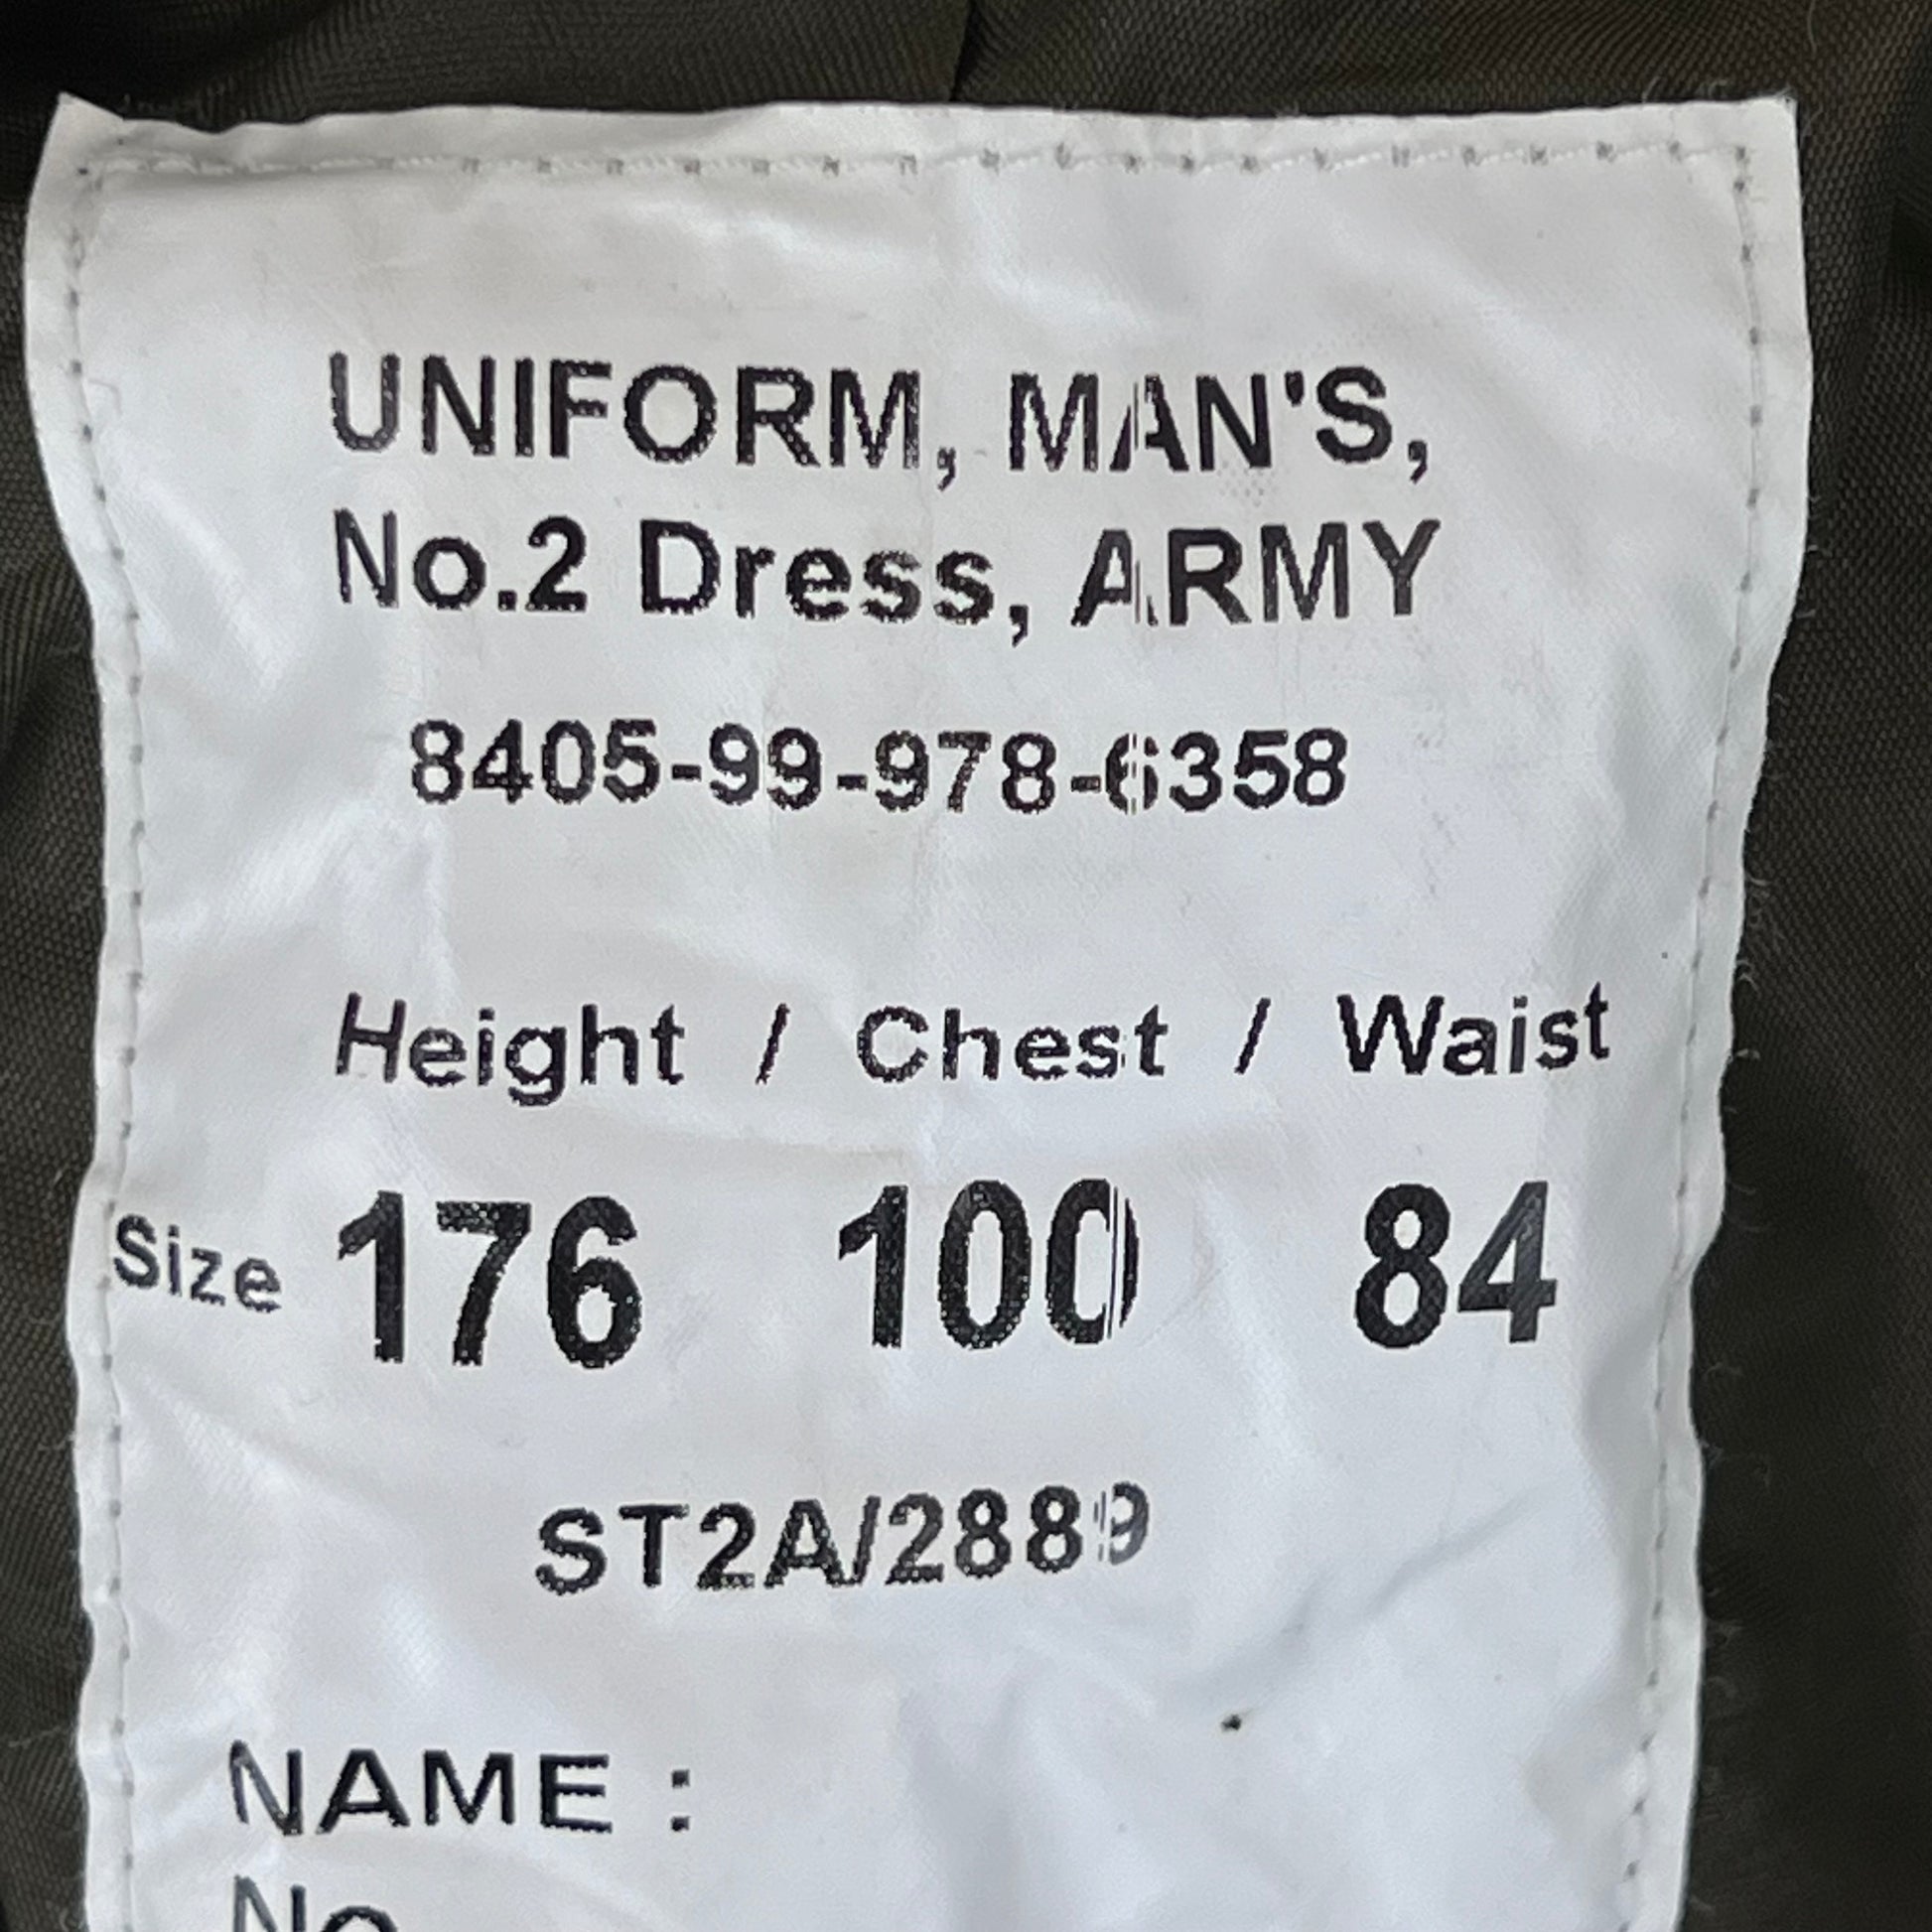 UNIFORM, MAN'S,
No.2 Dress, ARMY
8405-99-978-6358
Height / Chest / Waist
Size 176 100 84
ST2A/2889
NAME :
No